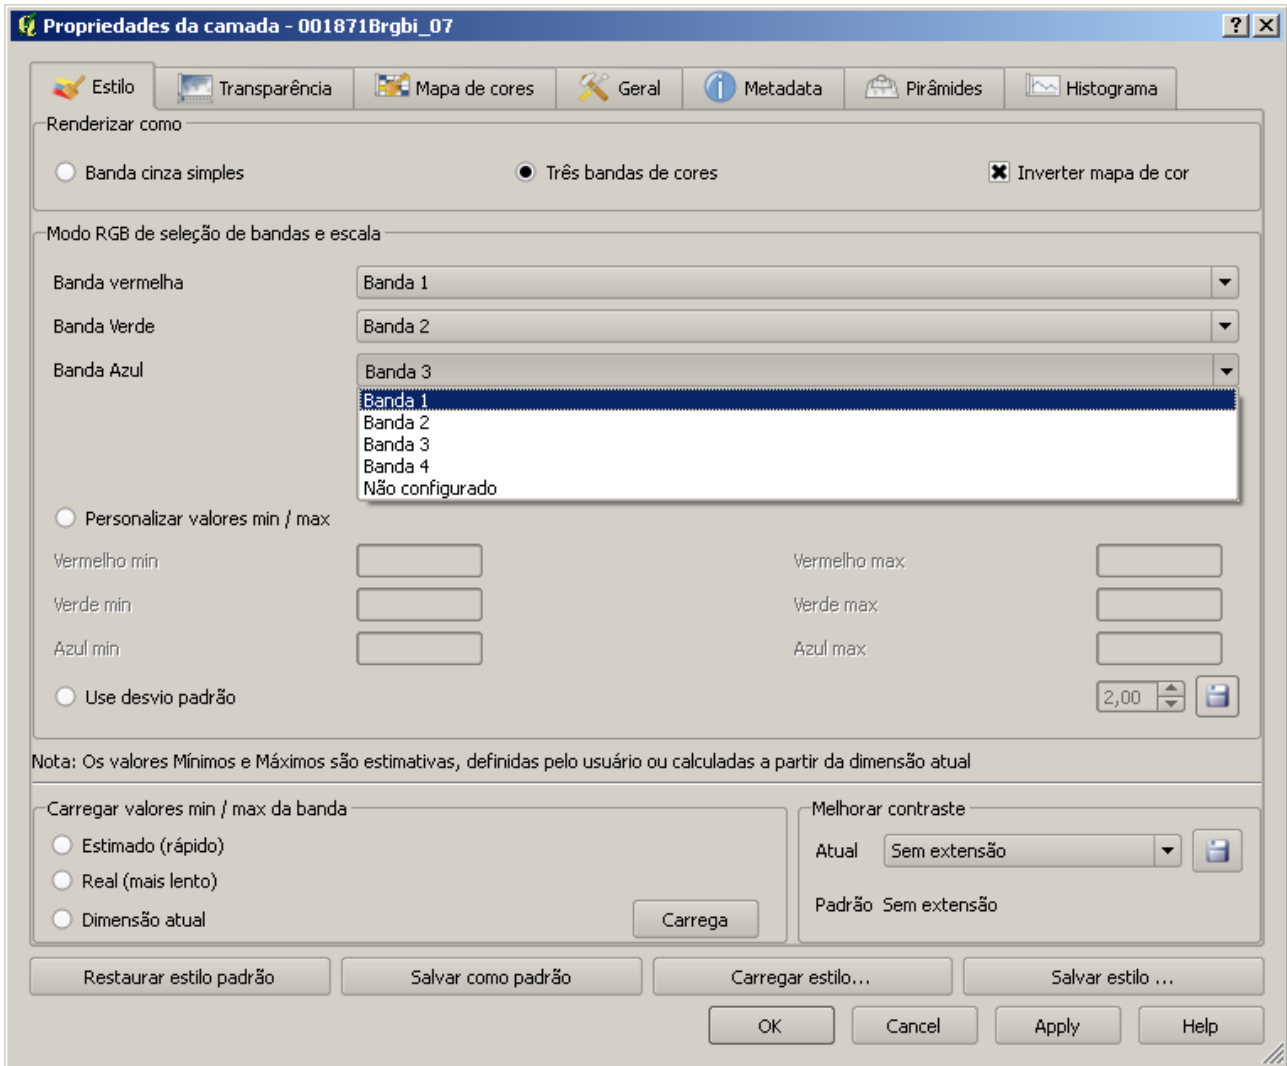 Propriedades da camada - 001871Brgbi_07
Estilo Transparência Mapa de cores Geral Metadata Pirâmides Histograma
Renderizar como
Banda cinza simples Três bandas de cores Inverter mapa de cor
Modo RGB de seleção de bandas e escala
Banda vermelha Banda 1
Banda Verde Banda 2
Banda Azul Banda 3
Banda 1
Banda 2
Banda 3
Banda 4
Não configurado
Personalizar valores min / max
Vermelho min Vermelho max
Verde min Verde max
Azul min Azul max
Use desvio padrão 2,00
Nota: Os valores Mínimos e Máximos são estimativas, definidas pelo usuário ou calculadas a partir da dimensão atual
Carregar valores min / max da banda Melhorar contraste
Estimado (rápido)
Atual Sem extensão
Real (mais lento)
Padrão Sem extensão
Dimensão atual Carrega
Restaurar estilo padrão Salvar como padrão Carregar estilo... Salvar estilo ...
OK Cancel Apply Help